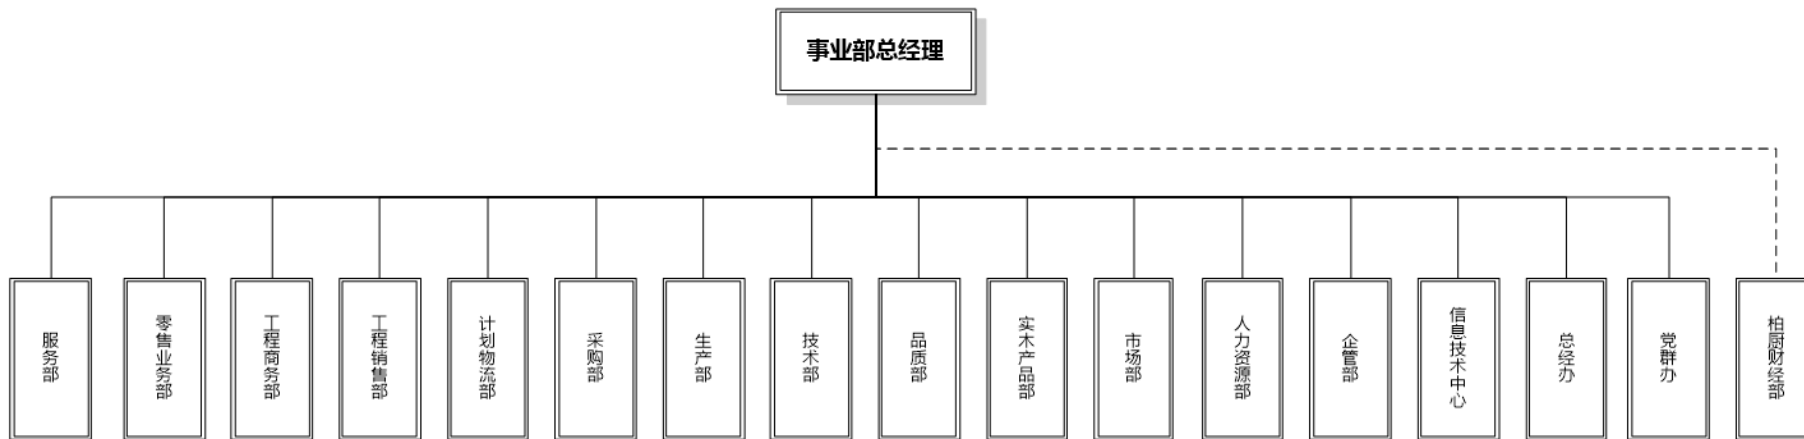 事业部总经理
服务部
零售业务部
工程商务部
工程销售部
计划物流部
采购部
生产部
技术部
品质部
实木产品部
市场部
人力资源部
企管部
信息技术中心
总经办
党群办
柏厨财经部